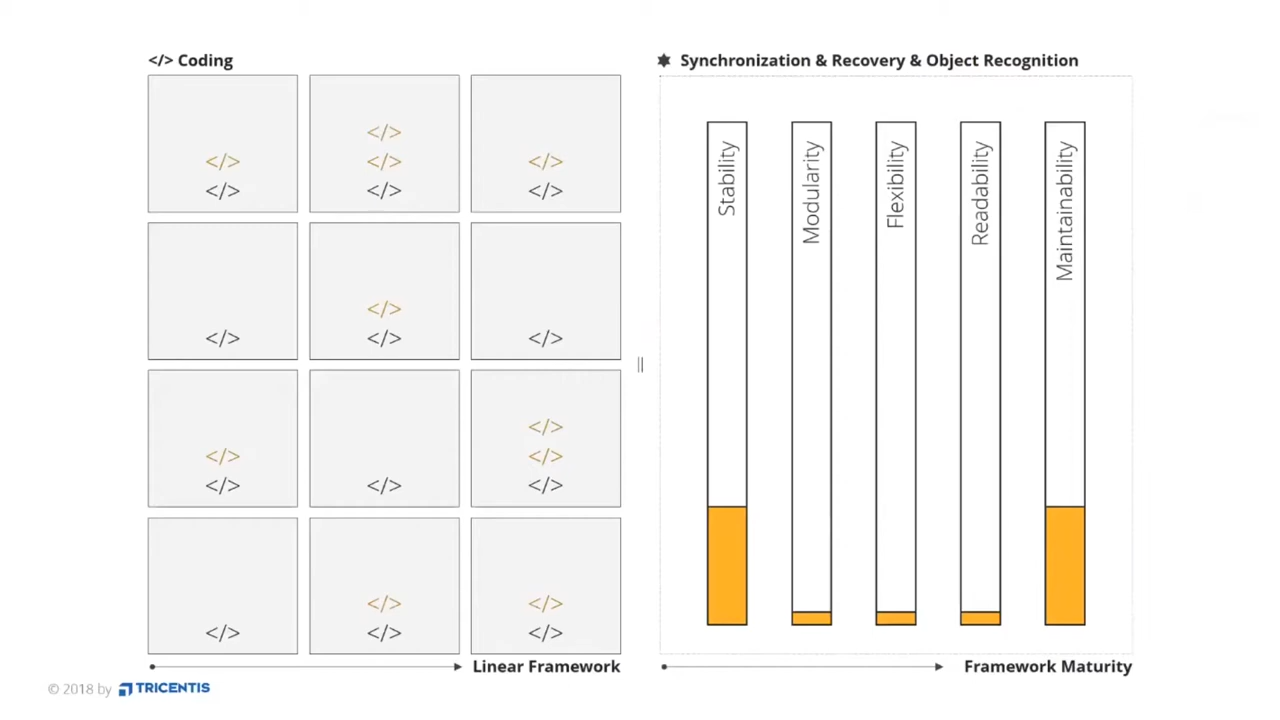 </> Coding
</> </> </>
</> </> </>
</>
</> </> </>
</>
</> </> </>
</>
</> </>
</> </> </>
Linear Framework
Synchronization & Recovery & Object Recognition
Stability
Modularity
Flexibility
Readability
Maintainability
Framework Maturity
© 2018 by TRICENTIS